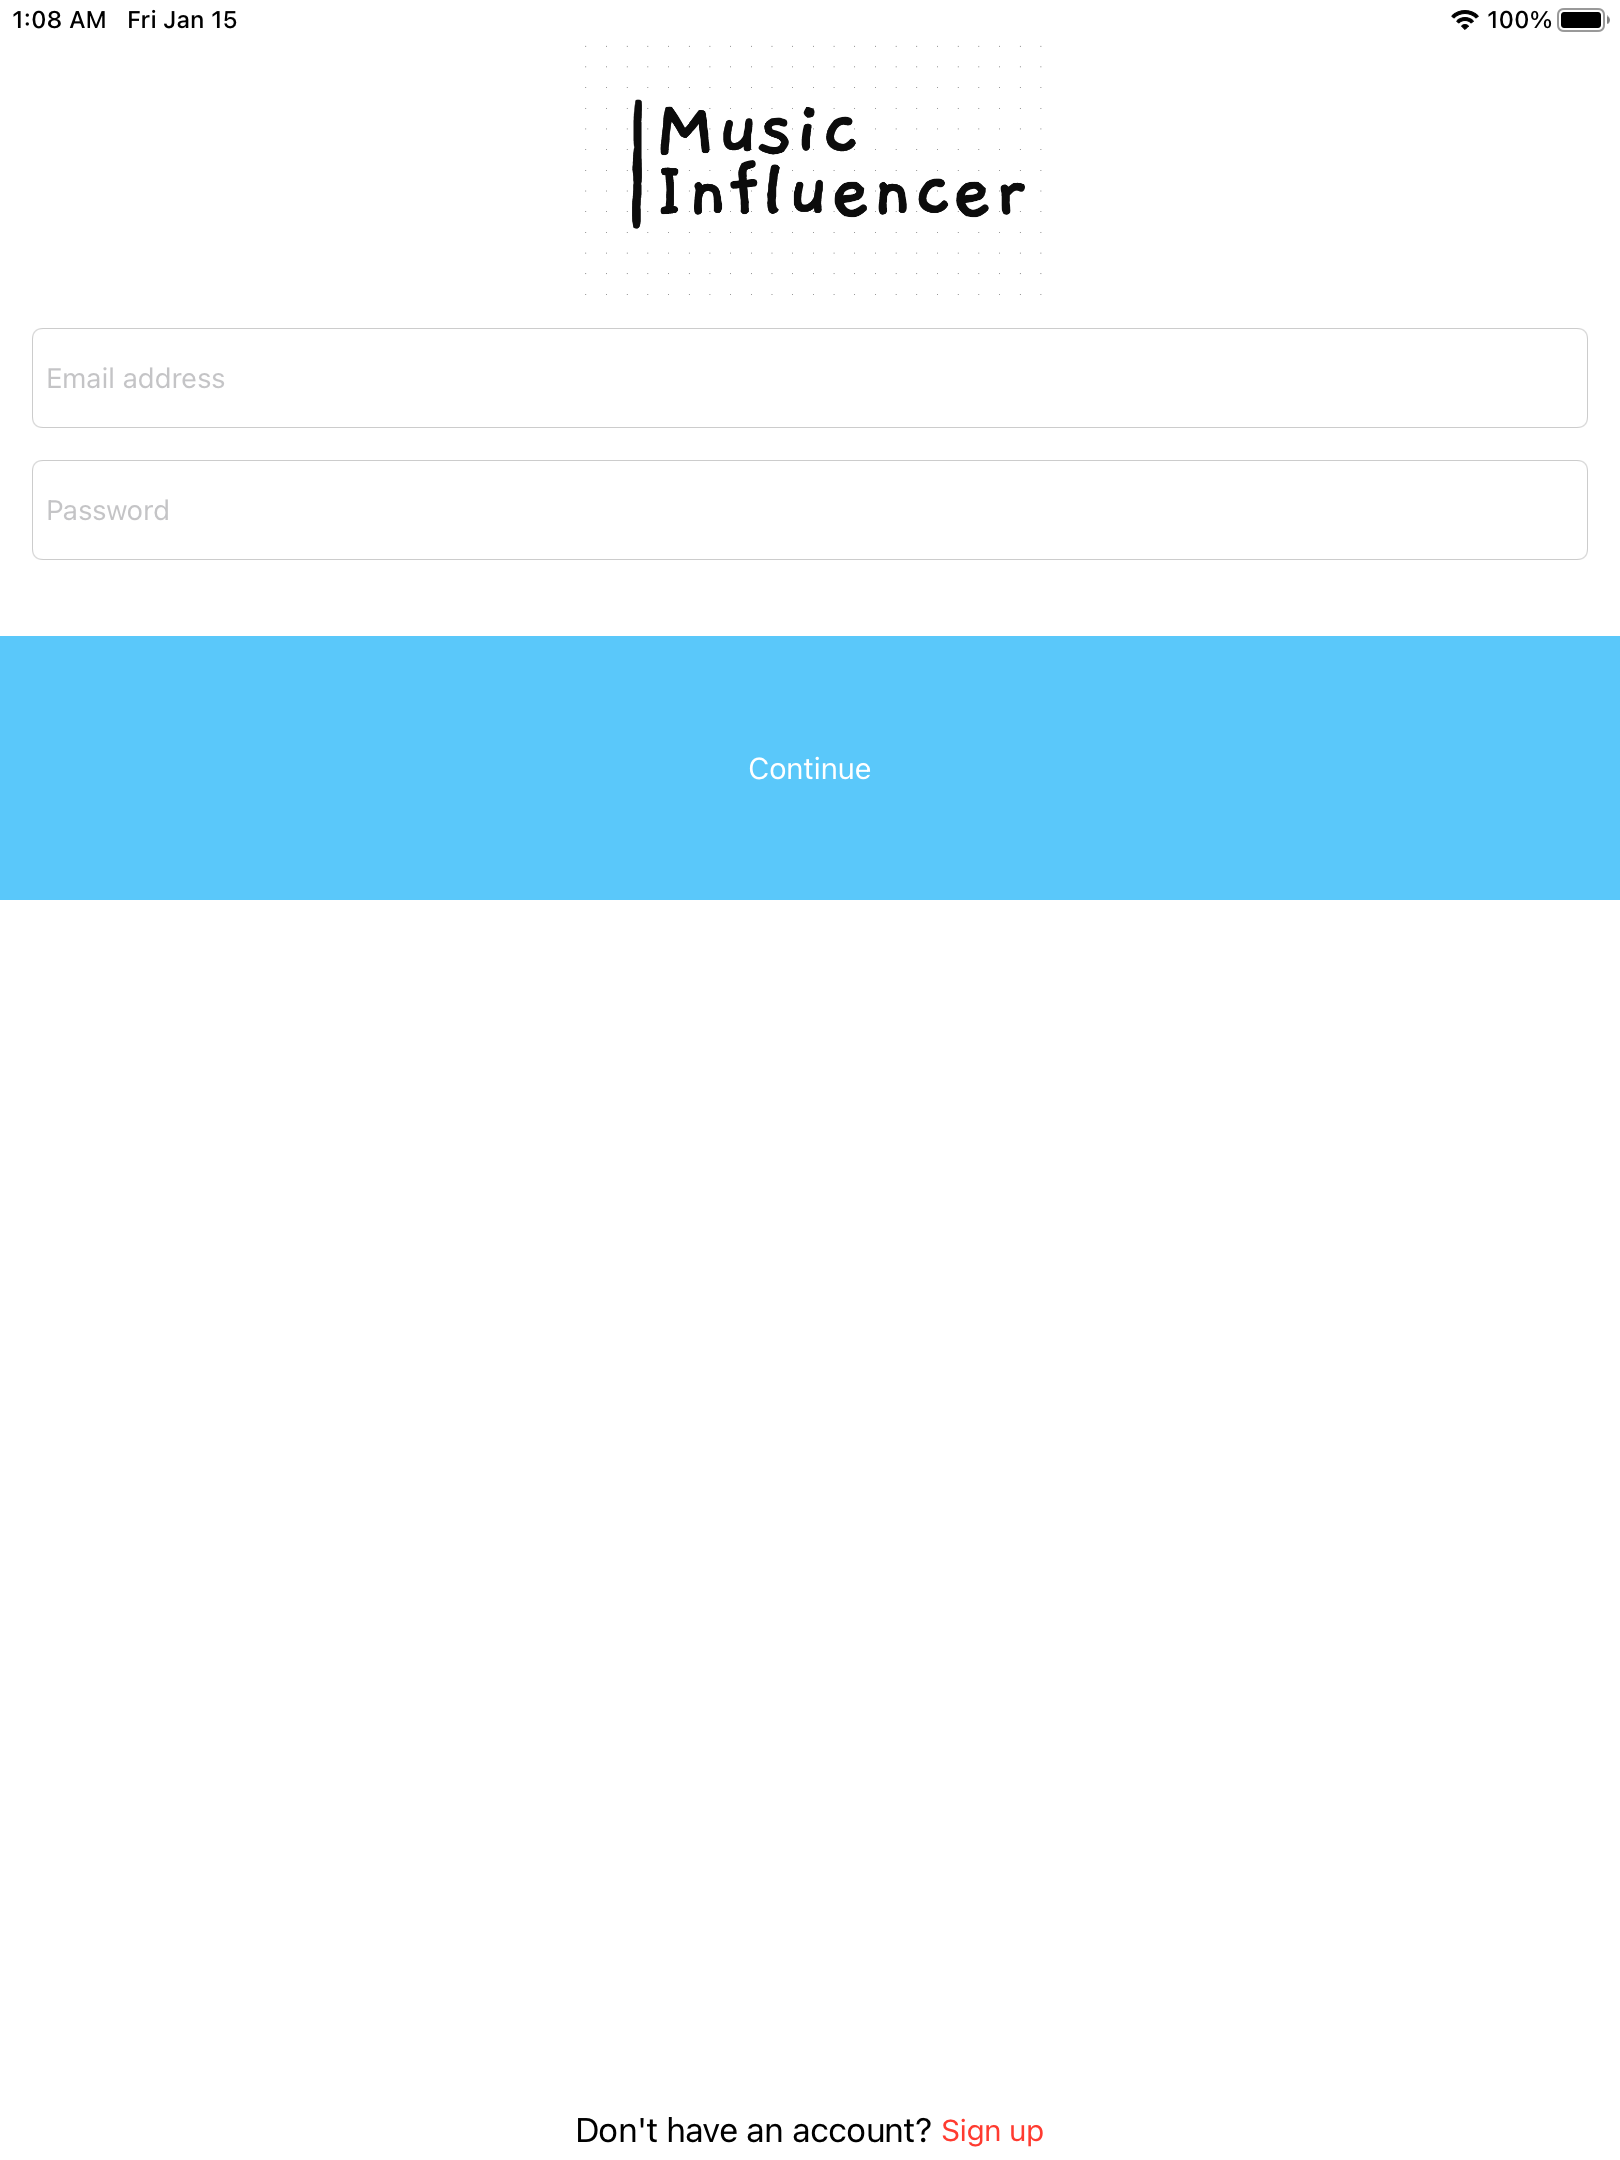 1:08 AM Fri Jan 15 100%
Music
Influencer
Email address
Password
Continue
Don't have an account? Sign up